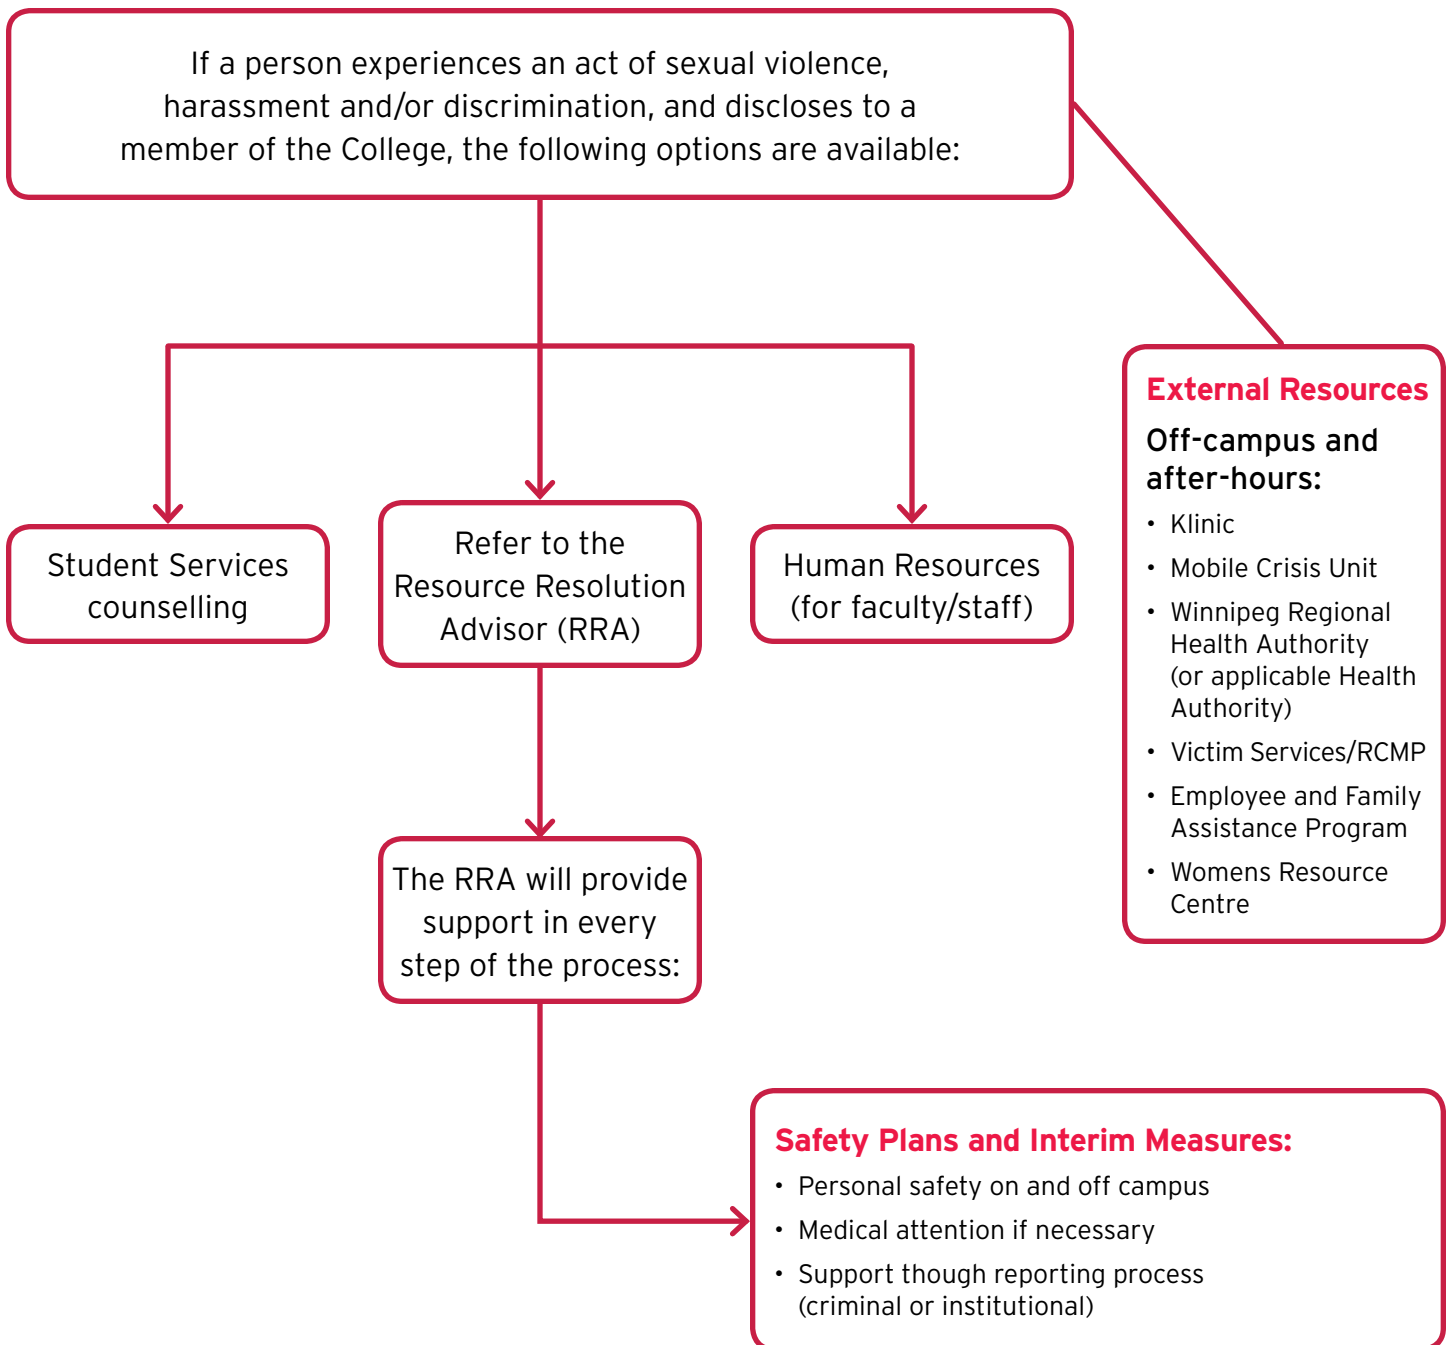 If a person experiences an act of sexual violence,
harassment and/or discrimination, and discloses to a
member of the College, the following options are available:
Student Services
counselling
Refer to the
Resource Resolution
Advisor (RRA)
Human Resources
(for faculty/staff)
External Resources
Off-campus and
after-hours:
• Klinic
• Mobile Crisis Unit
• Winnipeg Regional
Health Authority
(or applicable Health
Authority)
• Victim Services/RCMP
• Employee and Family
Assistance Program
• Womens Resource
Centre
The RRA will provide
support in every
step of the process:
Safety Plans and Interim Measures:
• Personal safety on and off campus
• Medical attention if necessary
• Support though reporting process
(criminal or institutional)